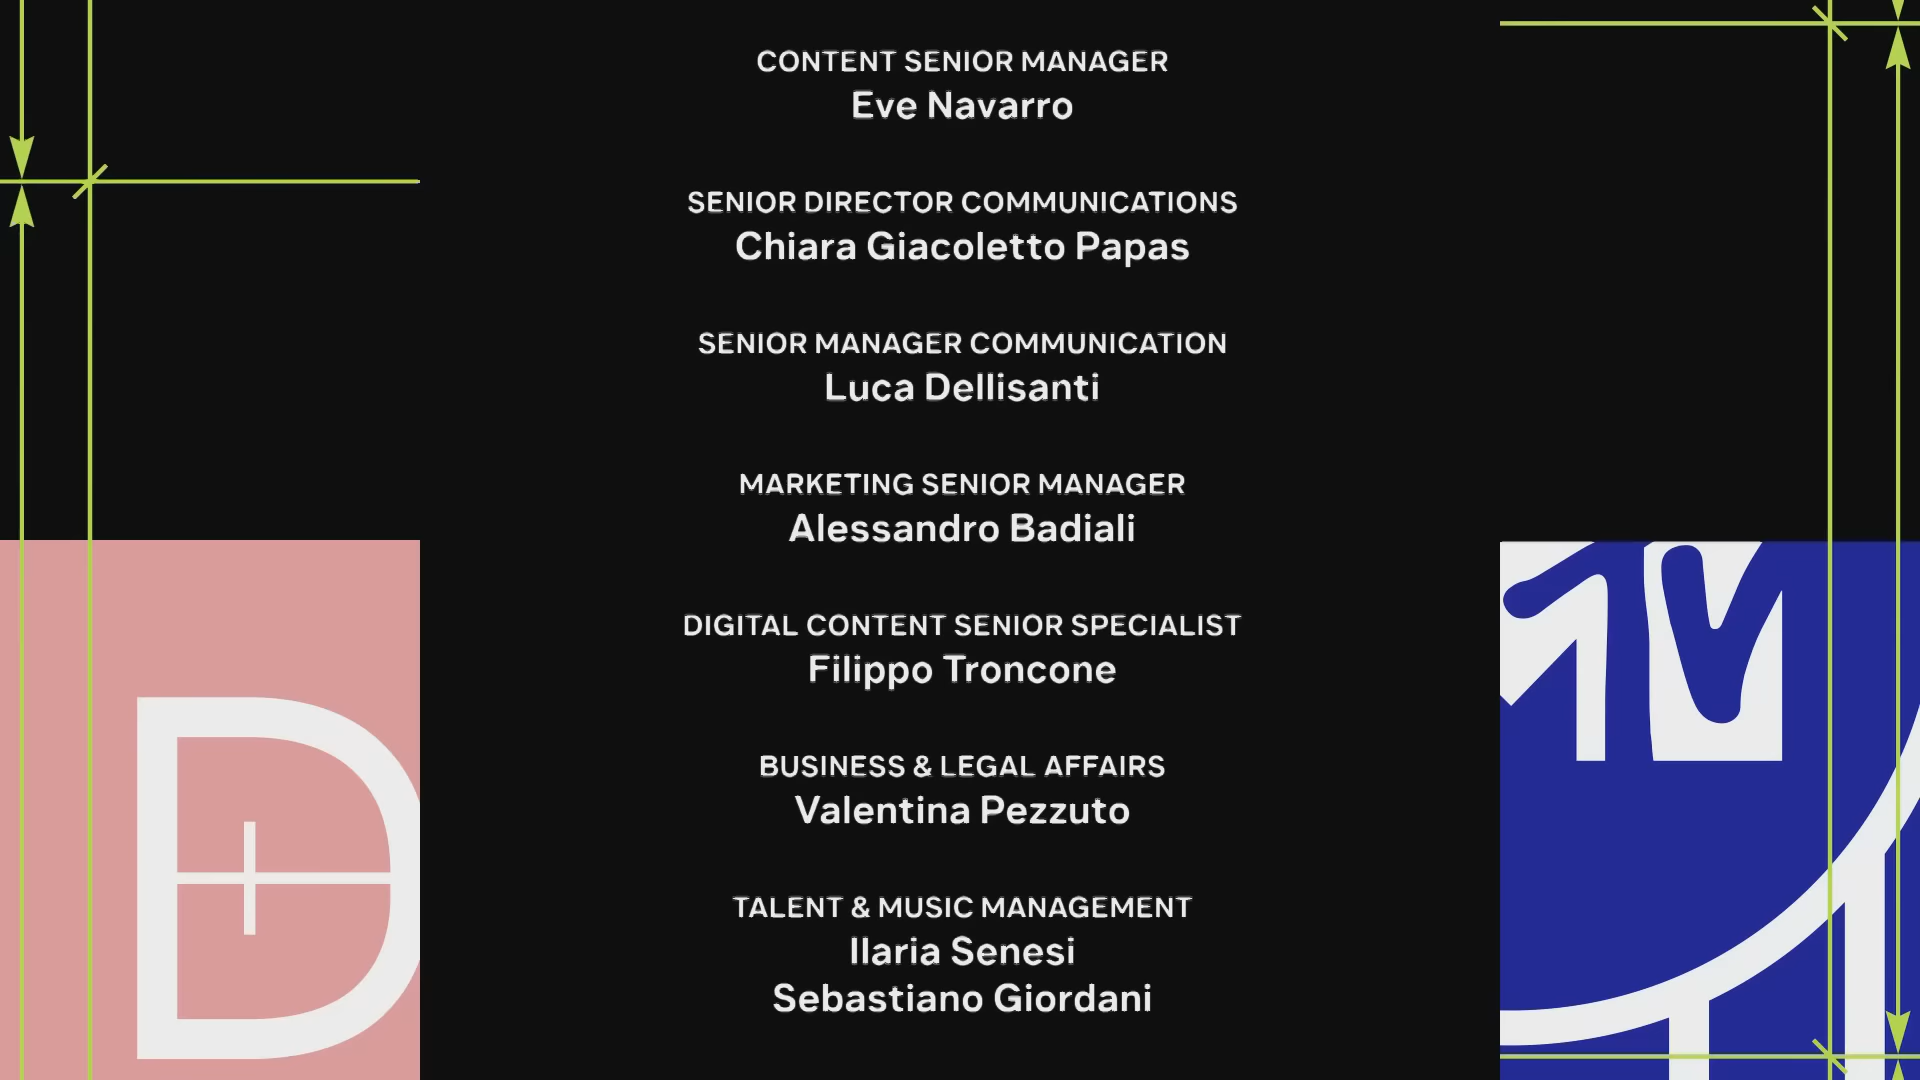 CONTENT SENIOR MANAGER
Eve Navarro
SENIOR DIRECTOR COMMUNICATIONS
Chiara Giacoletto Papas
SENIOR MANAGER COMMUNICATION
Luca Dellisanti
MARKETING SENIOR MANAGER
Alessandro Badiali
DIGITAL CONTENT SENIOR SPECIALIST
Filippo Troncone
BUSINESS & LEGAL AFFAIRS
Valentina Pezzuto
TALENT & MUSIC MANAGEMENT
Ilaria Senesi
Sebastiano Giordani
D